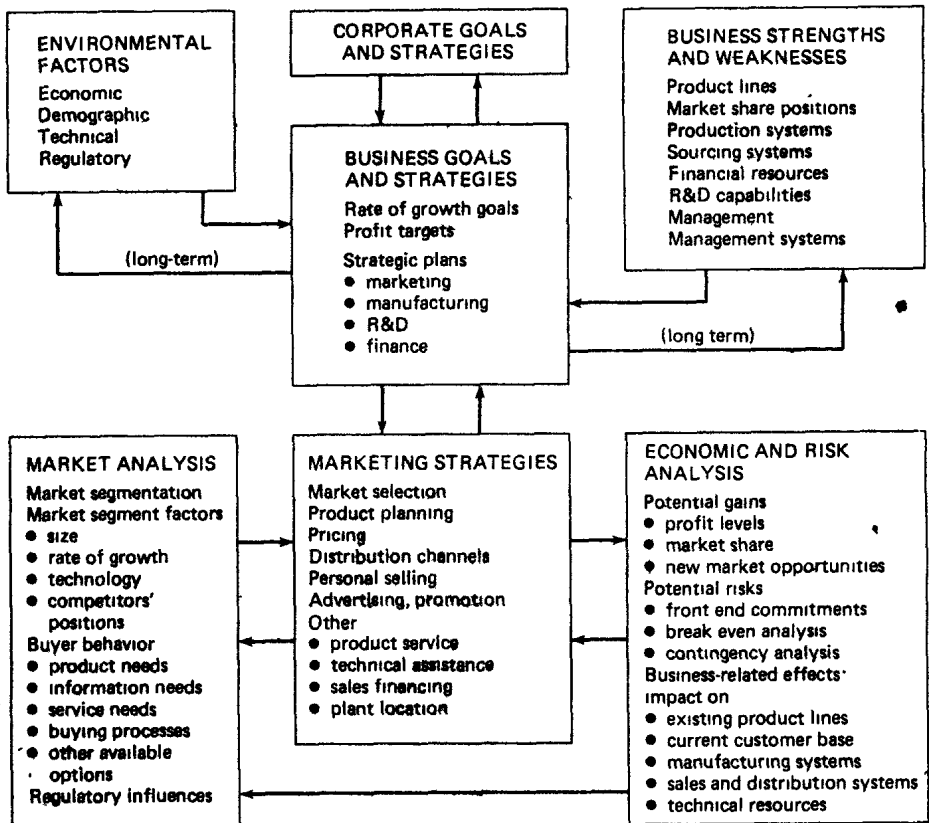 ENVIRONMENTAL
FACTORS
Economic
Demographic
Technical
Regulatory
CORPORATE GOALS
AND STRATEGIES
BUSINESS STRENGTHS
AND WEAKNESSES
Product lines
Market share positions
Production systems
Sourcing systems
Financial resources
R&D capabilities
Management
Management systems
BUSINESS GOALS
AND STRATEGIES
Rate of growth goals
Profit targets
Strategic plans
● marketing
● manufacturing
● R&D
● finance
(long-term)
(long term)
MARKET ANALYSIS
Market segmentation
Market segment factors
● size
● rate of growth
● technology
● competitors'
positions
Buyer behavior
● product needs
● information needs
● service needs
● buying processes
● other available
options
Regulatory influences
MARKETING STRATEGIES
Market selection
Product planning
Pricing
Distribution channels
Personal selling
Advertising, promotion
Other
● product service
● technical assistance
● sales financing
● plant location
ECONOMIC AND RISK
ANALYSIS
Potential gains
● profit levels
● market share
● new market opportunities
Potential risks
● front end commitments
● break even analysis
● contingency analysis
Business-related effects·
impact on
● existing product lines
● current customer base
● manufacturing systems
● sales and distribution systems
● technical resources